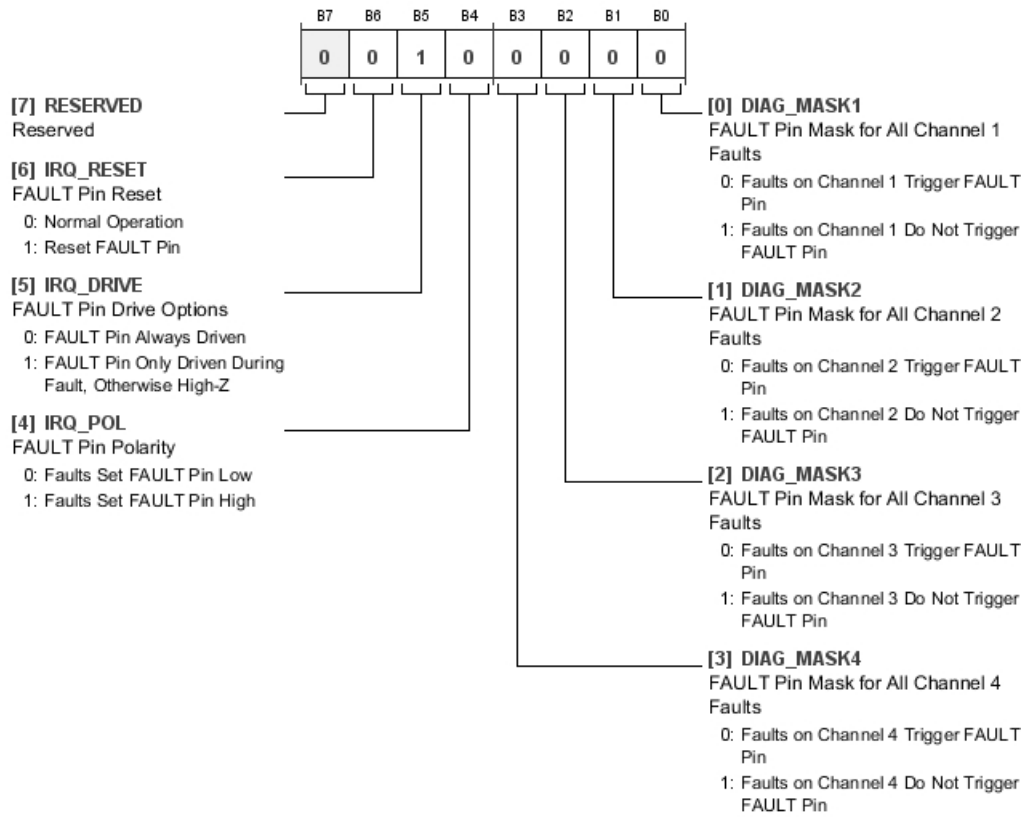 B7 B6 B5 B4 B3 B2 B1 B0
0 0 1 0 0 0 0 0
[7] RESERVED
Reserved
[6] IRQ_RESET
FAULT Pin Reset
0: Normal Operation
1: Reset FAULT Pin
[5] IRQ_DRIVE
FAULT Pin Drive Options
0: FAULT Pin Always Driven
1: FAULT Pin Only Driven During
Fault, Otherwise High-Z
[4] IRQ_POL
FAULT Pin Polarity
0: Faults Set FAULT Pin Low
1: Faults Set FAULT Pin High
[0] DIAG_MASK1
FAULT Pin Mask for All Channel 1
Faults
0: Faults on Channel 1 Trigger FAULT
Pin
1: Faults on Channel 1 Do Not Trigger
FAULT Pin
[1] DIAG_MASK2
FAULT Pin Mask for All Channel 2
Faults
0: Faults on Channel 2 Trigger FAULT
Pin
1: Faults on Channel 2 Do Not Trigger
FAULT Pin
[2] DIAG_MASK3
FAULT Pin Mask for All Channel 3
Faults
0: Faults on Channel 3 Trigger FAULT
Pin
1: Faults on Channel 3 Do Not Trigger
FAULT Pin
[3] DIAG_MASK4
FAULT Pin Mask for All Channel 4
Faults
0: Faults on Channel 4 Trigger FAULT
Pin
1: Faults on Channel 4 Do Not Trigger
FAULT Pin